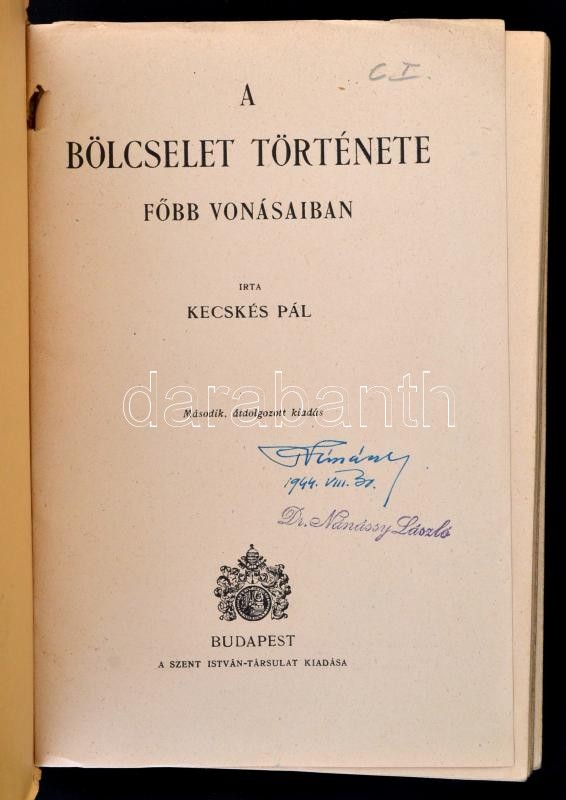 C I.
A
BÖLCSELET TÖRTÉNETE
FŐBB VONÁSAIBAN
IRTA
KECSKÉS PÁL
darabanth
Második, átdolgozott kiadás
1944. VIII. 30.
Dr. Nánássy László
BUDAPEST
A SZENT ISTVÁN-TÁRSULAT KIADÁSA